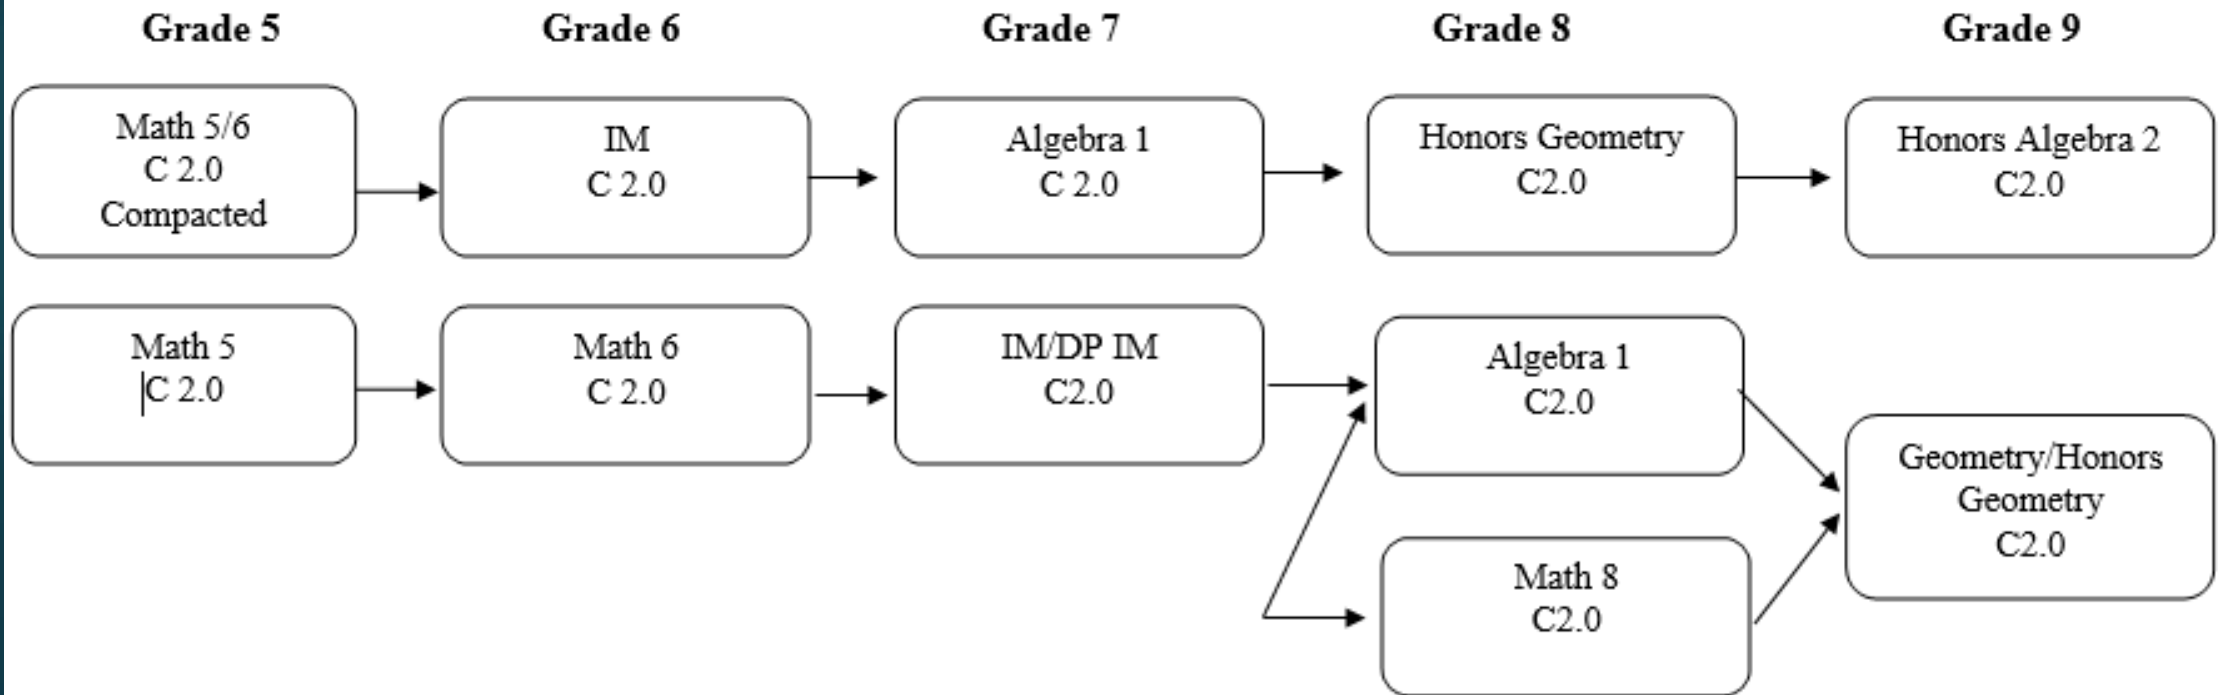 Grade 5 Grade 6 Grade 7 Grade 8 Grade 9
Math 5/6
C 2.0
Compacted
IM
C 2.0
Algebra 1
C 2.0
Honors Geometry
C2.0
Honors Algebra 2
C2.0
Math 5
C 2.0
Math 6
C 2.0
IM/DP IM
C2.0
Algebra 1
C2.0
Geometry/Honors
Geometry
C2.0
Math 8
C2.0